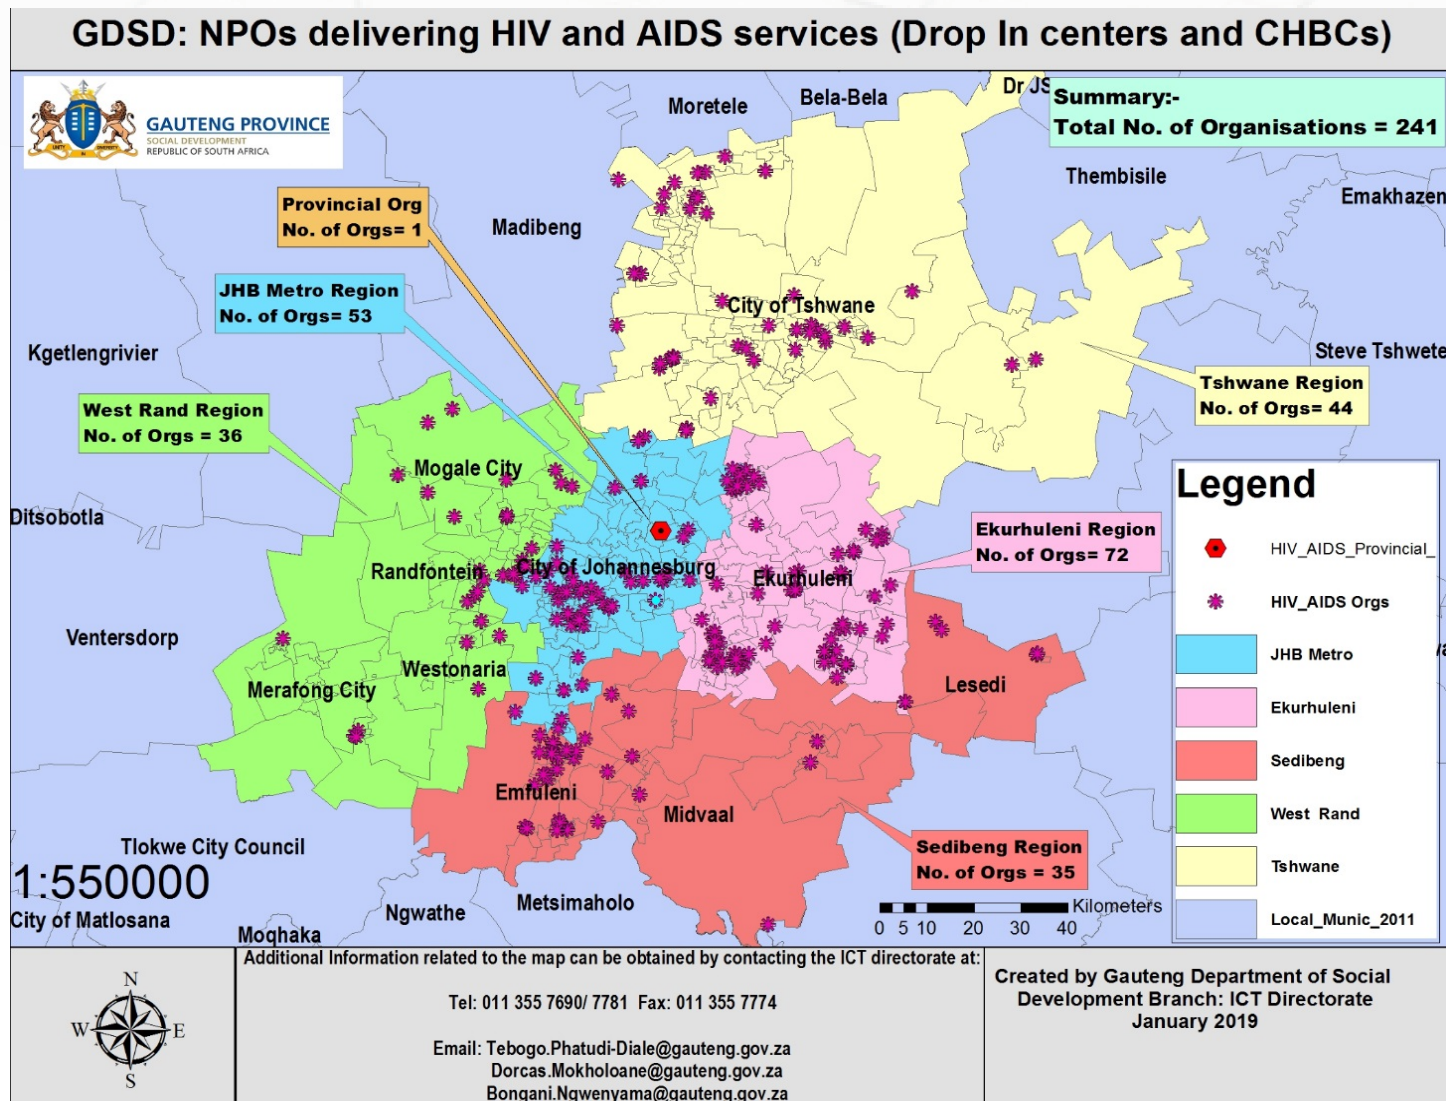 GDSD: NPOs delivering HIV and AIDS services (Drop In centers and CHBCs)
GAUTENG PROVINCE
SOCIAL DEVELOPMENT
REPUBLIC OF SOUTH AFRICA
Summary:-
Total No. of Organisations = 241
Dr JS
Moretele
Bela-Bela
Thembisile
Emakhazen
Madibeng
Provincial Org
No. of Orgs= 1
JHB Metro Region
No. of Orgs= 53
City of Tshwane
Kgetlengrivier
Steve Tshwete
Tshwane Region
No. of Orgs= 44
West Rand Region
No. of Orgs = 36
Mogale City
Ditsobotla
Ekurhuleni Region
No. of Orgs= 72
Randfontein
City of Johannesburg
Ekurhuleni
Ventersdorp
Westonaria
Merafong City
Lesedi
Emfuleni
Midvaal
Sedibeng Region
No. of Orgs = 35
Tlokwe City Council
1:550000
City of Matlosana
Moqhaka
Ngwathe
Metsimaholo
Kilometers
0 5 10 20 30 40
Legend
HIV_AIDS_Provincial_
HIV_AIDS Orgs
JHB Metro
Ekurhuleni
Sedibeng
West Rand
Tshwane
Local_Munic_2011
N
W E
S
Additional Information related to the map can be obtained by contacting the ICT directorate at:
Tel: 011 355 7690/ 7781 Fax: 011 355 7774
Email: Tebogo.Phatudi-Diale@gauteng.gov.za
Dorcas.Mokholoane@gauteng.gov.za
Bongani.Ngwenyama@gauteng.gov.za
Created by Gauteng Department of Social
Development Branch: ICT Directorate
January 2019